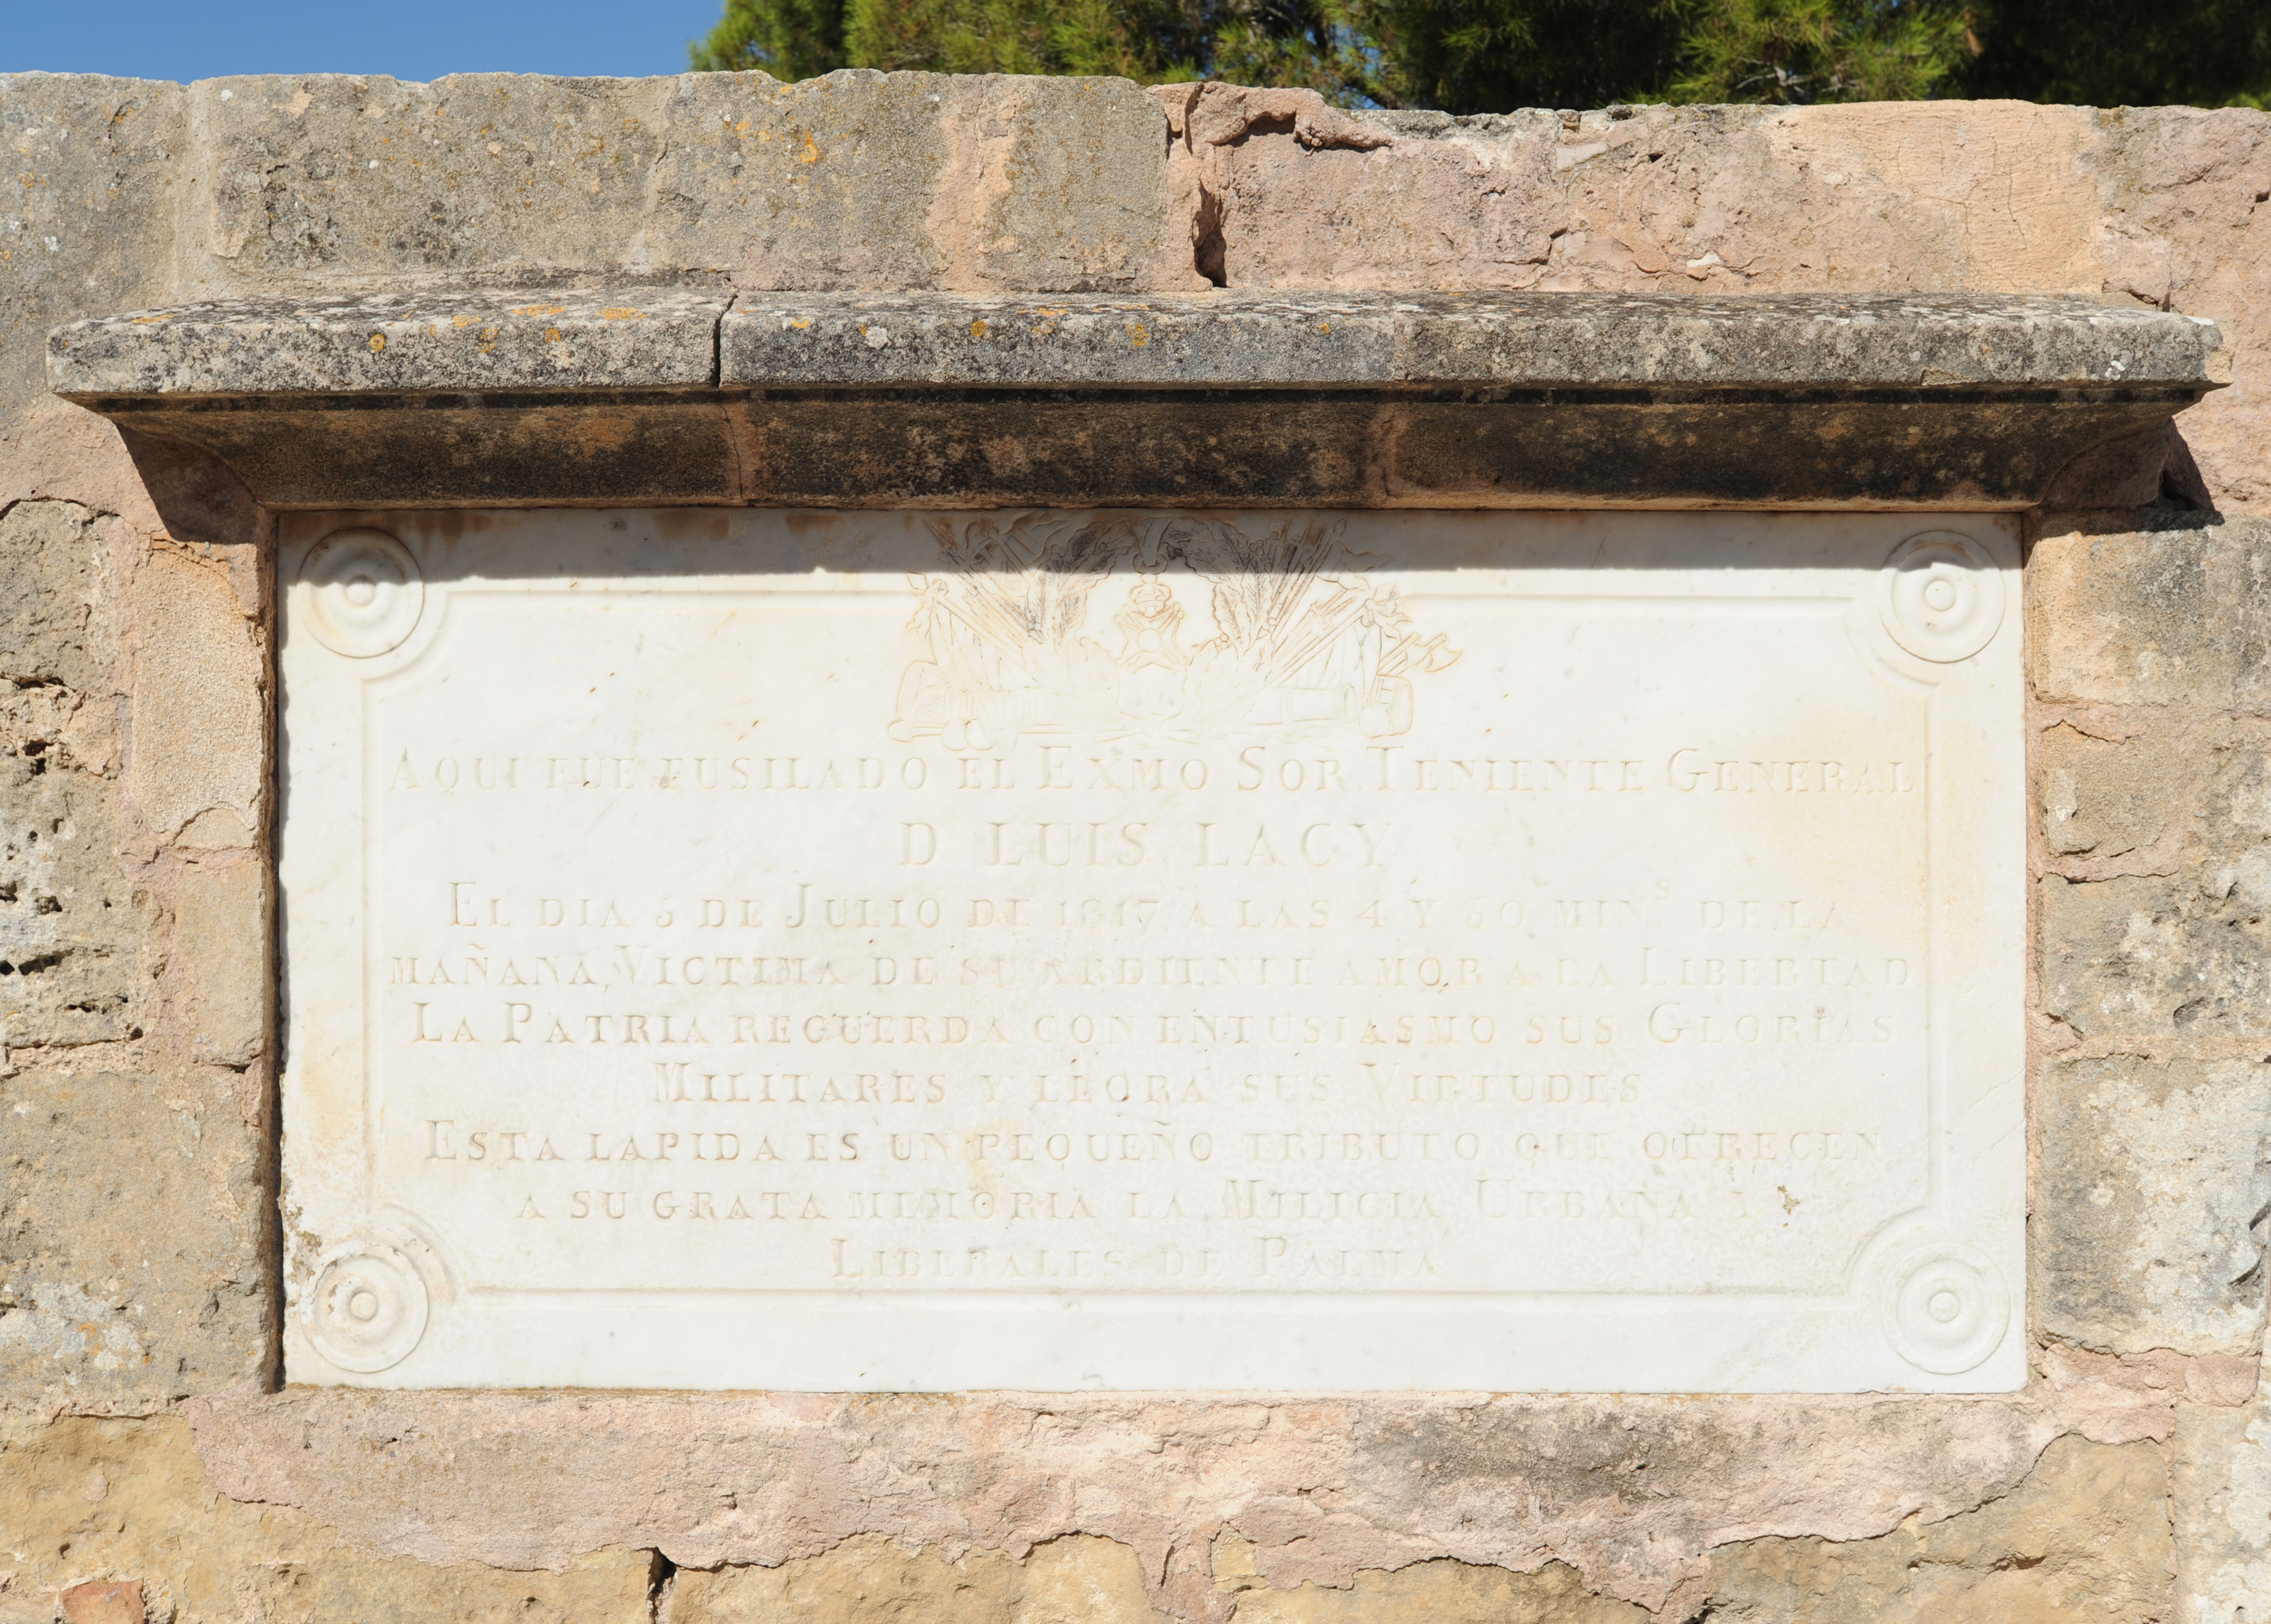 AQUI FUE FUSILADO EL EXMO SOR TENIENTE GENERAL
D LUIS LACY
EL DIA 5 DE JULIO DE 1817 A LAS 4 Y 50 MINS DE LA
MAÑANA, VICTIMA DE SU ARDIENTE AMOR A LA LIBERTAD
LA PATRIA RECUERDA CON ENTUSIASMO SUS GLORIAS
MILITARES Y LLORA SUS VIRTUDES
ESTA LAPIDA ES UN PEQUEÑO TRIBUTO QUE OFRECEN
A SU GRATA MEMORIA LA MILICIA URBANA Y
LIBERALES DE PALMA